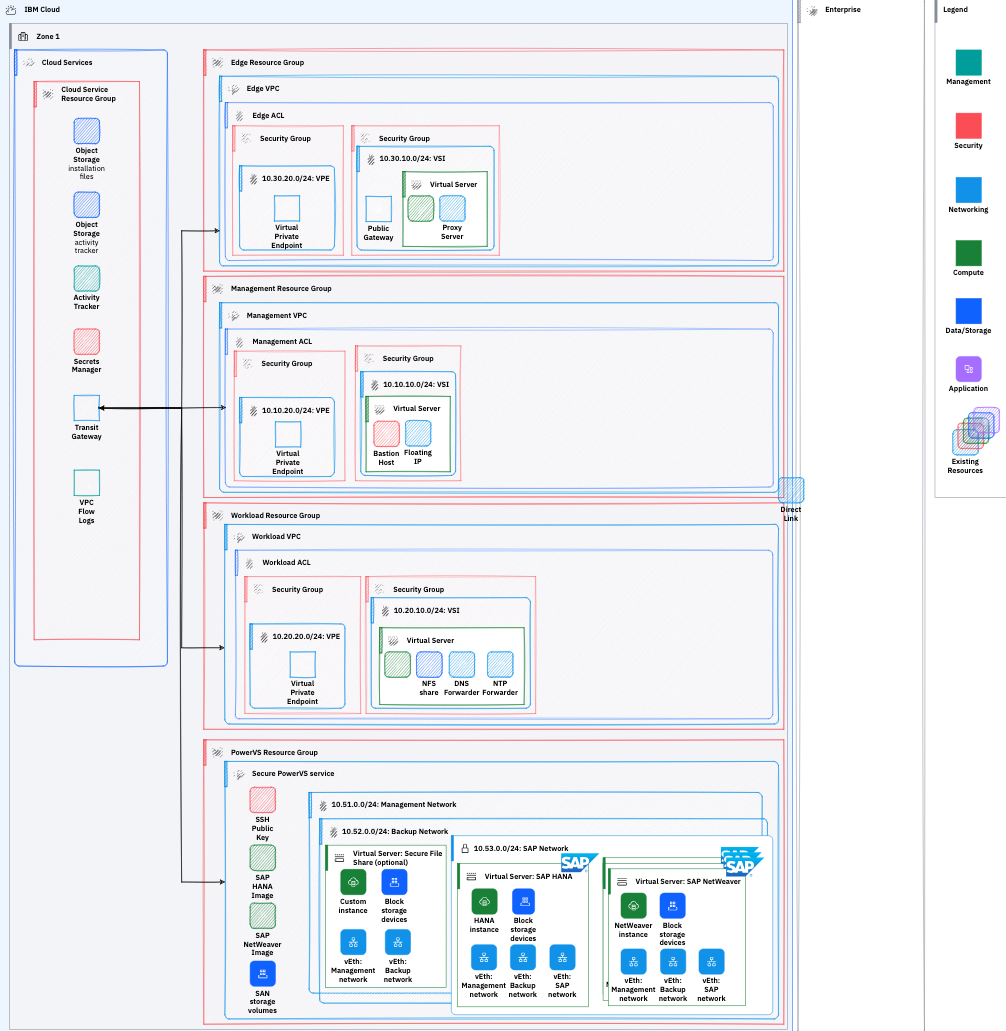 IBM Cloud
Enterprise
Legend
Zone 1
Cloud Services
Cloud Service
Resource Group
Object
Storage
installation
files
Object
Storage
activity
tracker
Activity
Tracker
Secrets
Manager
Transit
Gateway
VPC
Flow
Logs
Edge Resource Group
Edge VPC
Edge ACL
Security Group
10.30.20.0/24: VPE
Virtual
Private
Endpoint
Security Group
10.30.10.0/24: VSI
Public
Gateway
Virtual Server
Proxy
Server
Management Resource Group
Management VPC
Management ACL
Security Group
10.10.20.0/24: VPE
Virtual
Private
Endpoint
Security Group
10.10.10.0/24: VSI
Virtual Server
Bastion
Host
Floating
IP
Direct
Link
Workload Resource Group
Workload VPC
Workload ACL
Security Group
10.20.20.0/24: VPE
Virtual
Private
Endpoint
Security Group
10.20.10.0/24: VSI
Virtual Server
NFS
share
DNS
Forwarder
NTP
Forwarder
PowerVS Resource Group
Secure PowerVS service
SSH
Public
Key
SAP
HANA
Image
SAP
NetWeaver
Image
SAN
storage
volumes
10.51.0.0/24: Management Network
10.52.0.0/24: Backup Network
Virtual Server: Secure File
Share (optional)
Custom
instance
Block
storage
devices
vEth:
Management
network
vEth:
Backup
network
10.53.0.0/24: SAP Network
SAP
Virtual Server: SAP HANA
HANA
instance
Block
storage
devices
vEth:
Management
network
vEth:
Backup
network
vEth:
SAP
network
SAP
Virtual Server: SAP NetWeaver
NetWeaver
instance
Block
storage
devices
vEth:
Management
network
vEth:
Backup
network
vEth:
SAP
network
Management
Security
Networking
Compute
Data/Storage
Application
Existing
Resources